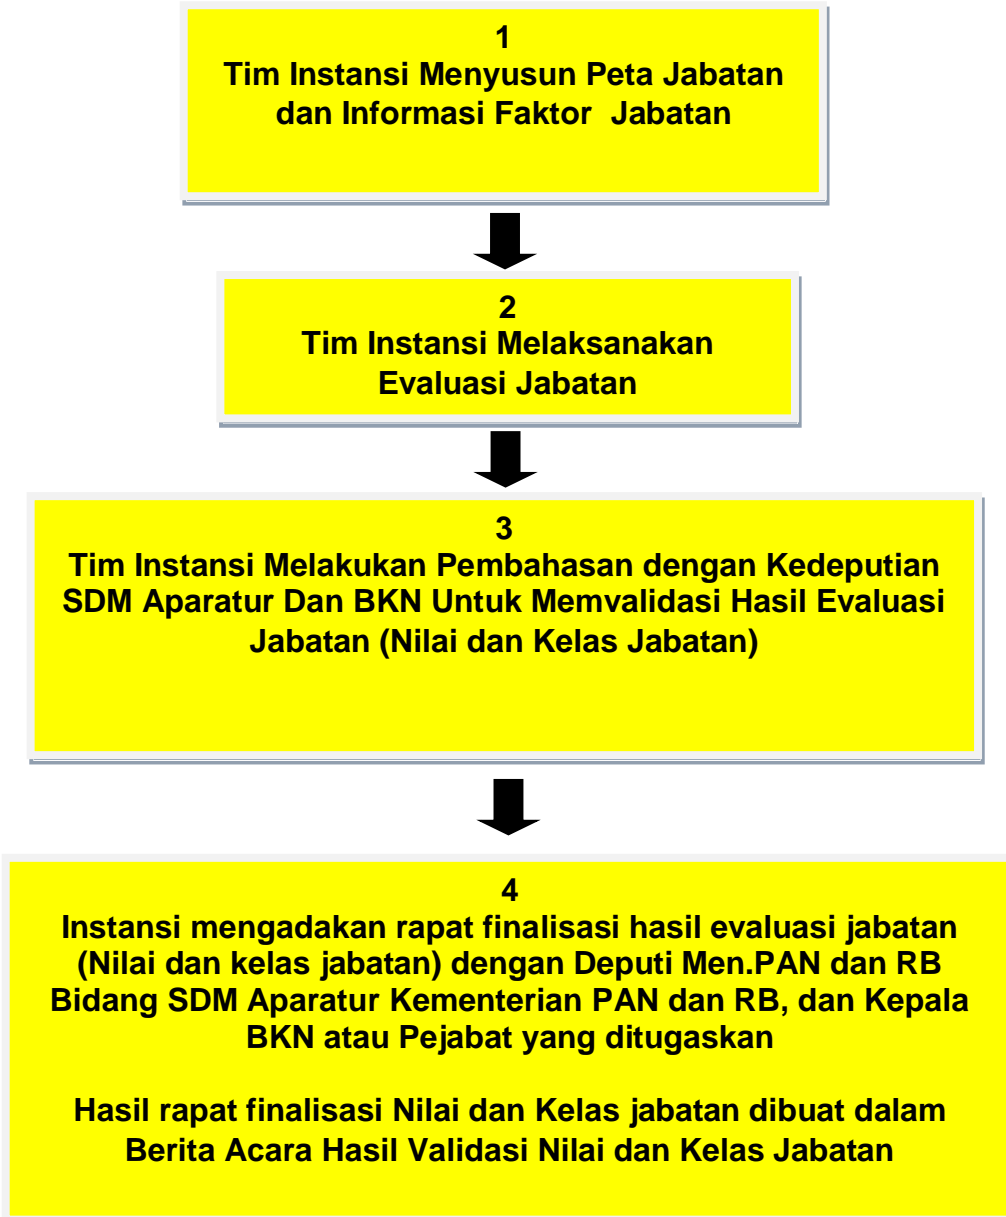 1
Tim Instansi Menyusun Peta Jabatan
dan Informasi Faktor  Jabatan
2
Tim Instansi Melaksanakan
Evaluasi Jabatan
3
Tim Instansi Melakukan Pembahasan dengan Kedeputian
SDM Aparatur Dan BKN Untuk Memvalidasi Hasil Evaluasi
Jabatan (Nilai dan Kelas Jabatan)
4
Instansi mengadakan rapat finalisasi hasil evaluasi jabatan
(Nilai dan kelas jabatan) dengan Deputi Men.PAN dan RB
Bidang SDM Aparatur Kementerian PAN dan RB, dan Kepala
BKN atau Pejabat yang ditugaskan
Hasil rapat finalisasi Nilai dan Kelas jabatan dibuat dalam
Berita Acara Hasil Validasi Nilai dan Kelas Jabatan